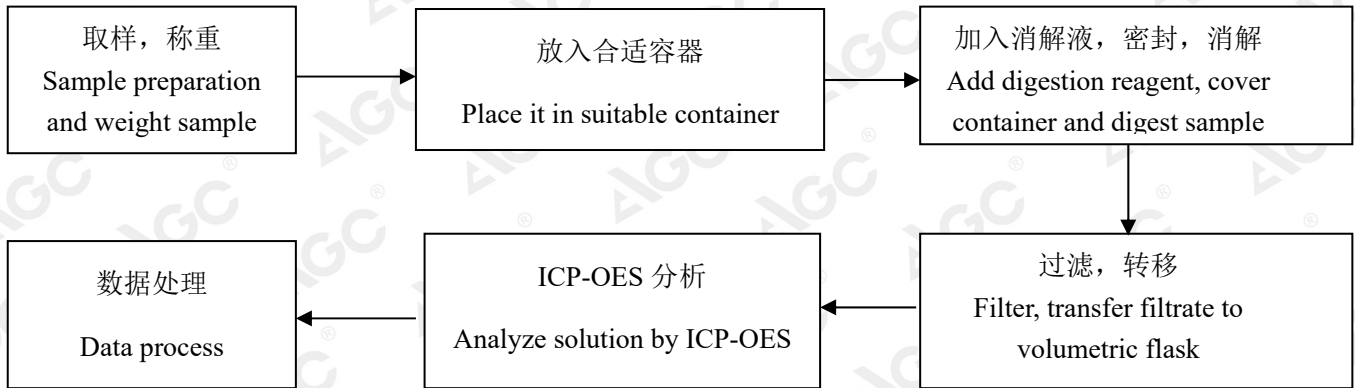 取样，称重
Sample preparation
and weight sample
放入合适容器
Place it in suitable container
加入消解液，密封，消解
Add digestion reagent, cover
container and digest sample
过滤，转移
Filter, transfer filtrate to
volumetric flask
ICP-OES 分析
Analyze solution by ICP-OES
数据处理
Data process
AGC®